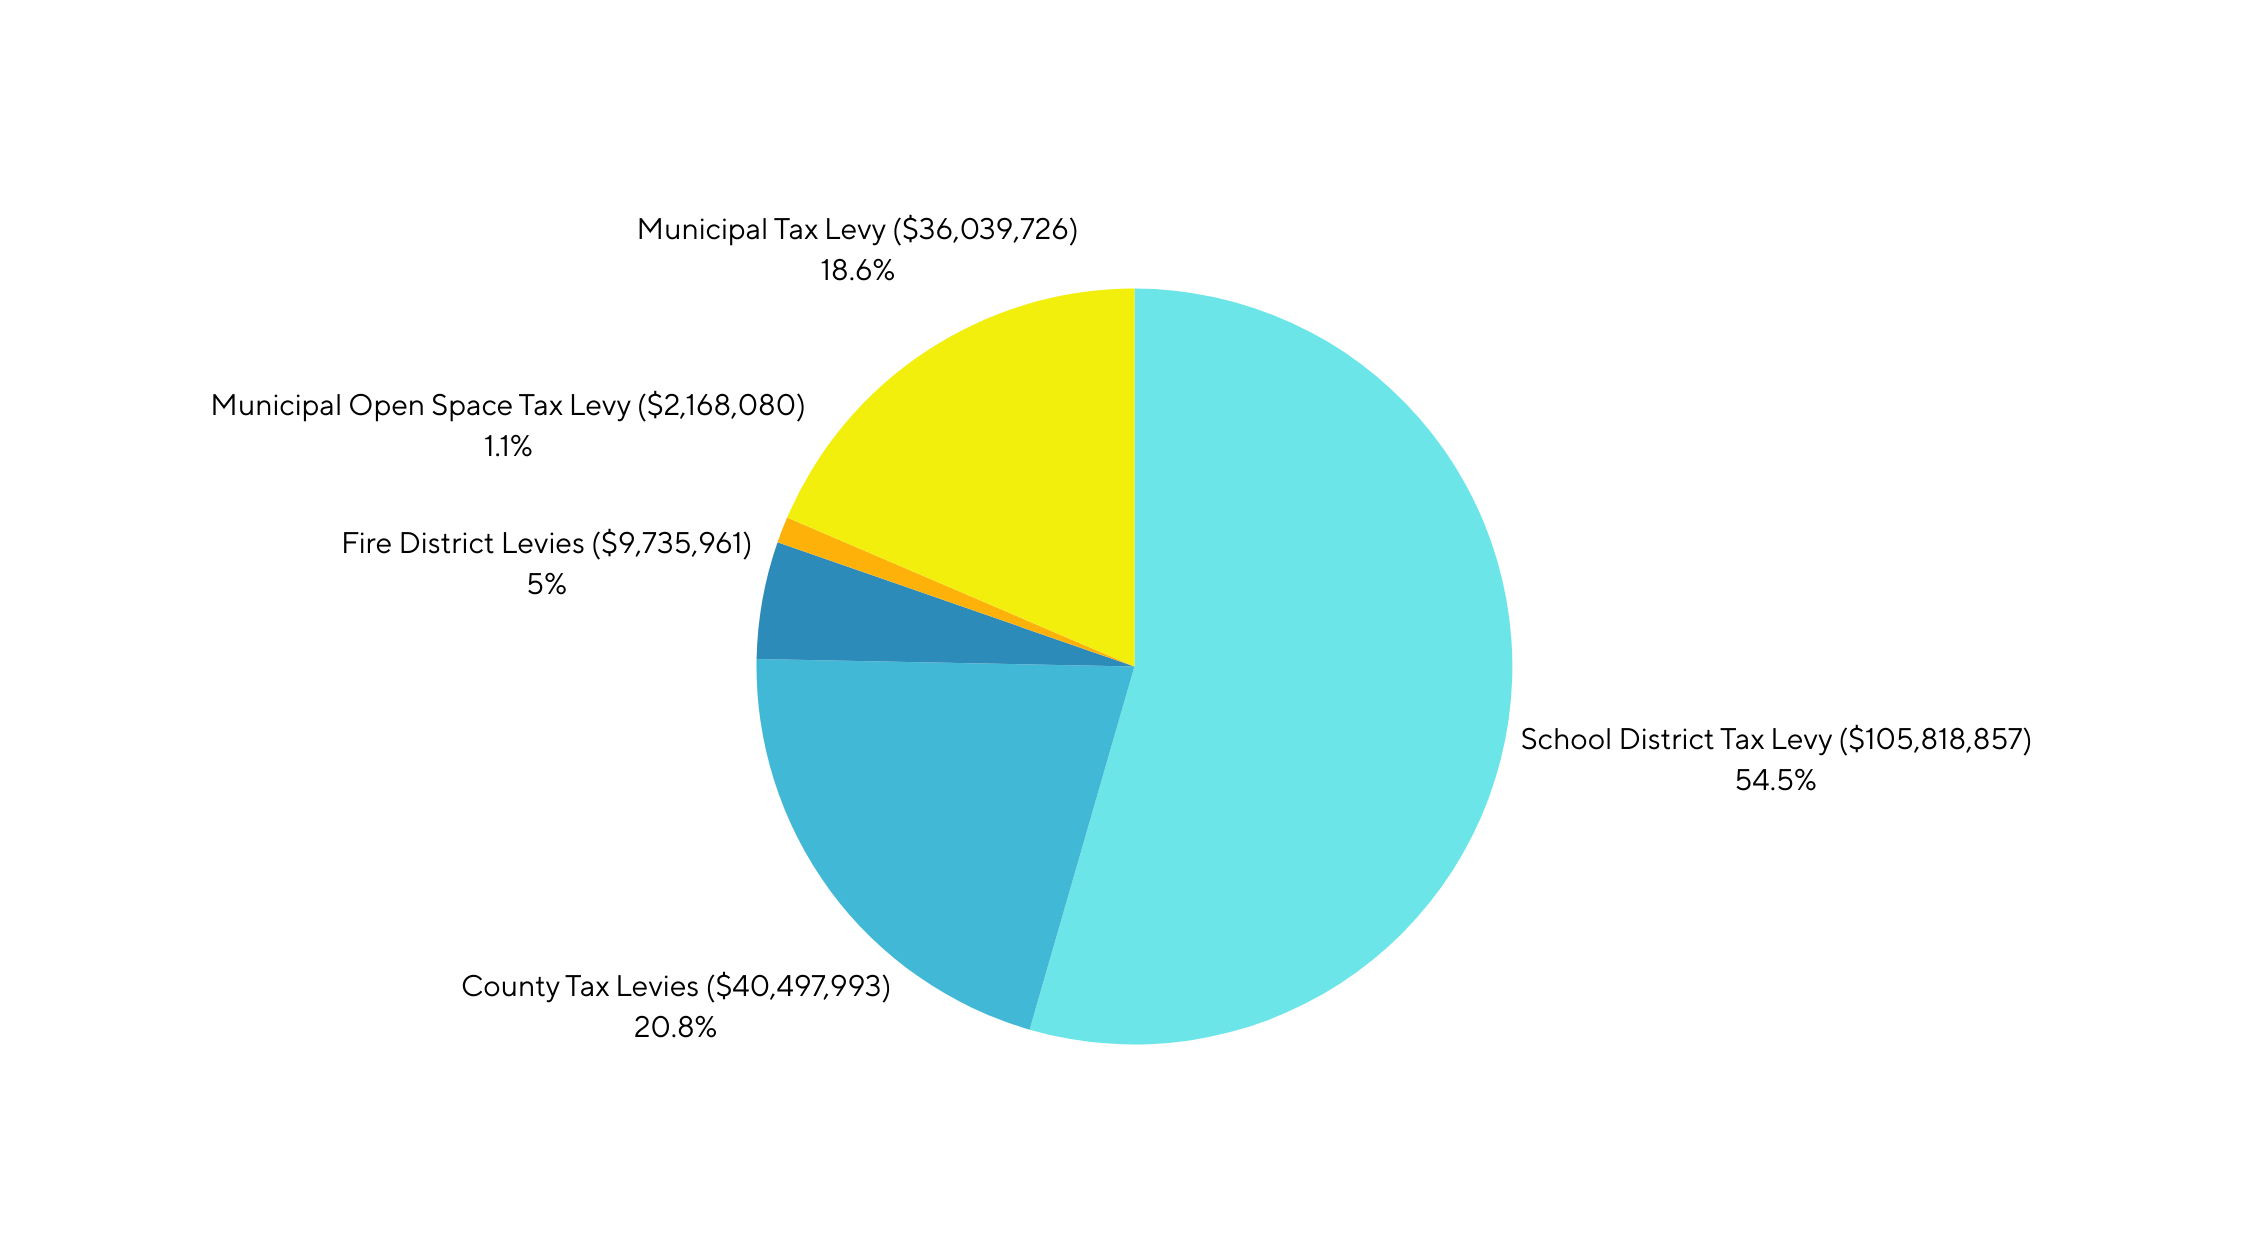 Municipal Tax Levy ($36,039,726)
18.6%
Municipal Open Space Tax Levy ($2,168,080)
1.1%
Fire District Levies ($9,735,961)
5%
School District Tax Levy ($105,818,857)
54.5%
County Tax Levies ($40,497,993)
20.8%